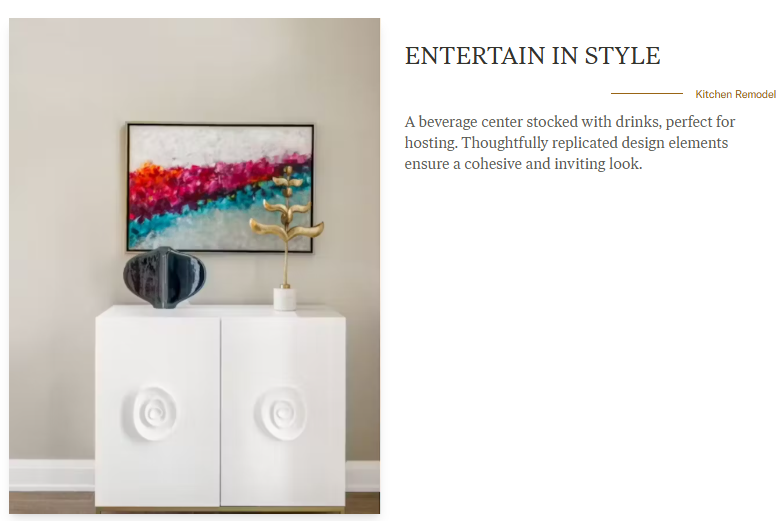 ENTERTAIN IN STYLE
Kitchen Remodel
A beverage center stocked with drinks, perfect for
hosting. Thoughtfully replicated design elements
ensure a cohesive and inviting look.